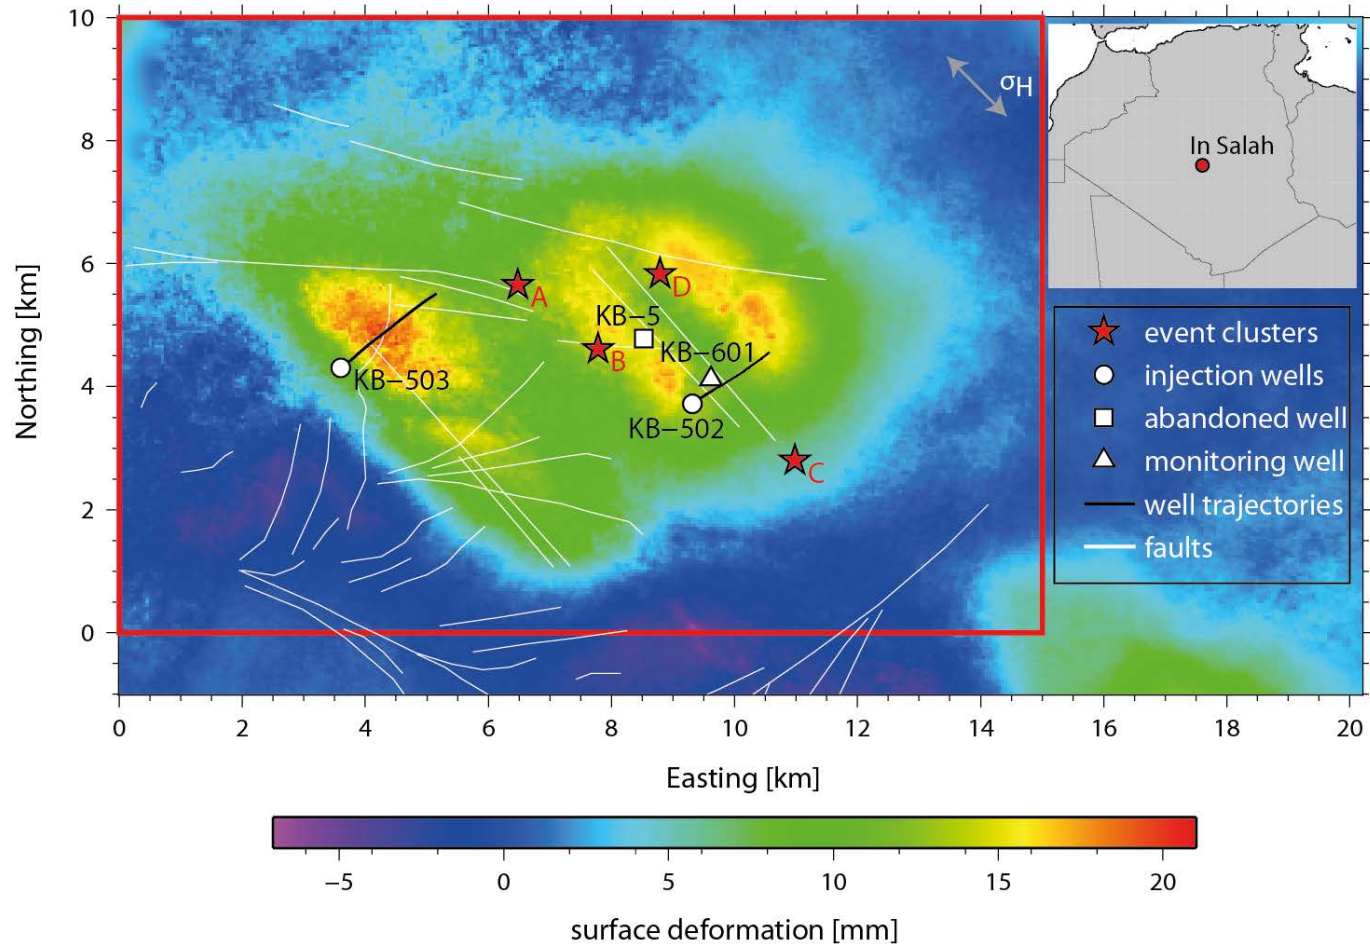 10
8
6
4
2
0
Northing [km]
σH
In Salah
A
D
KB−5
B
KB−601
KB−503
KB−502
C
event clusters
injection wells
abandoned well
monitoring well
well trajectories
faults
0 2 4 6 8 10 12 14 16 18 20
Easting [km]
−5 0 5 10 15 20
surface deformation [mm]